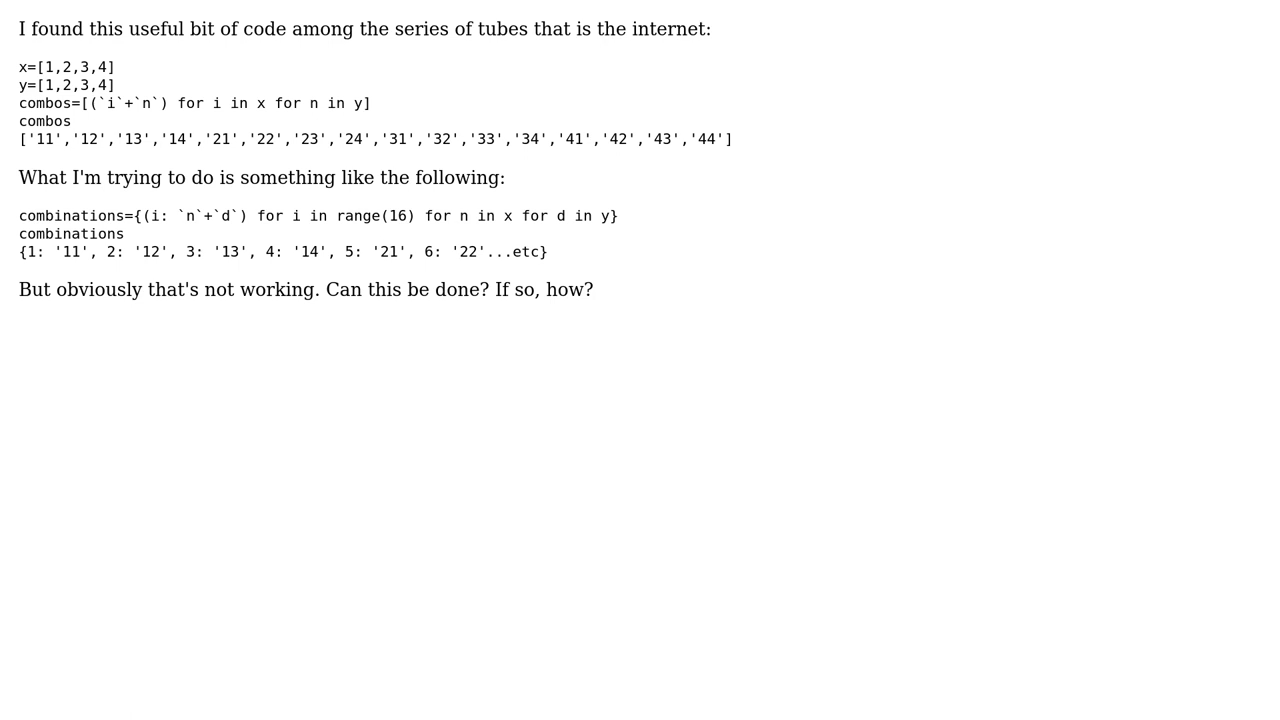 I found this useful bit of code among the series of tubes that is the internet:
x=[1,2,3,4]
y=[1,2,3,4]
combos=[(`i`+`n`) for i in x for n in y]
combos
['11','12','13','14','21','22','23','24','31','32','33','34','41','42','43','44']
What I'm trying to do is something like the following:
combinations={(i: `n`+`d`) for i in range(16) for n in x for d in y}
combinations
{1: '11', 2: '12', 3: '13', 4: '14', 5: '21', 6: '22'...etc}
But obviously that's not working. Can this be done? If so, how?